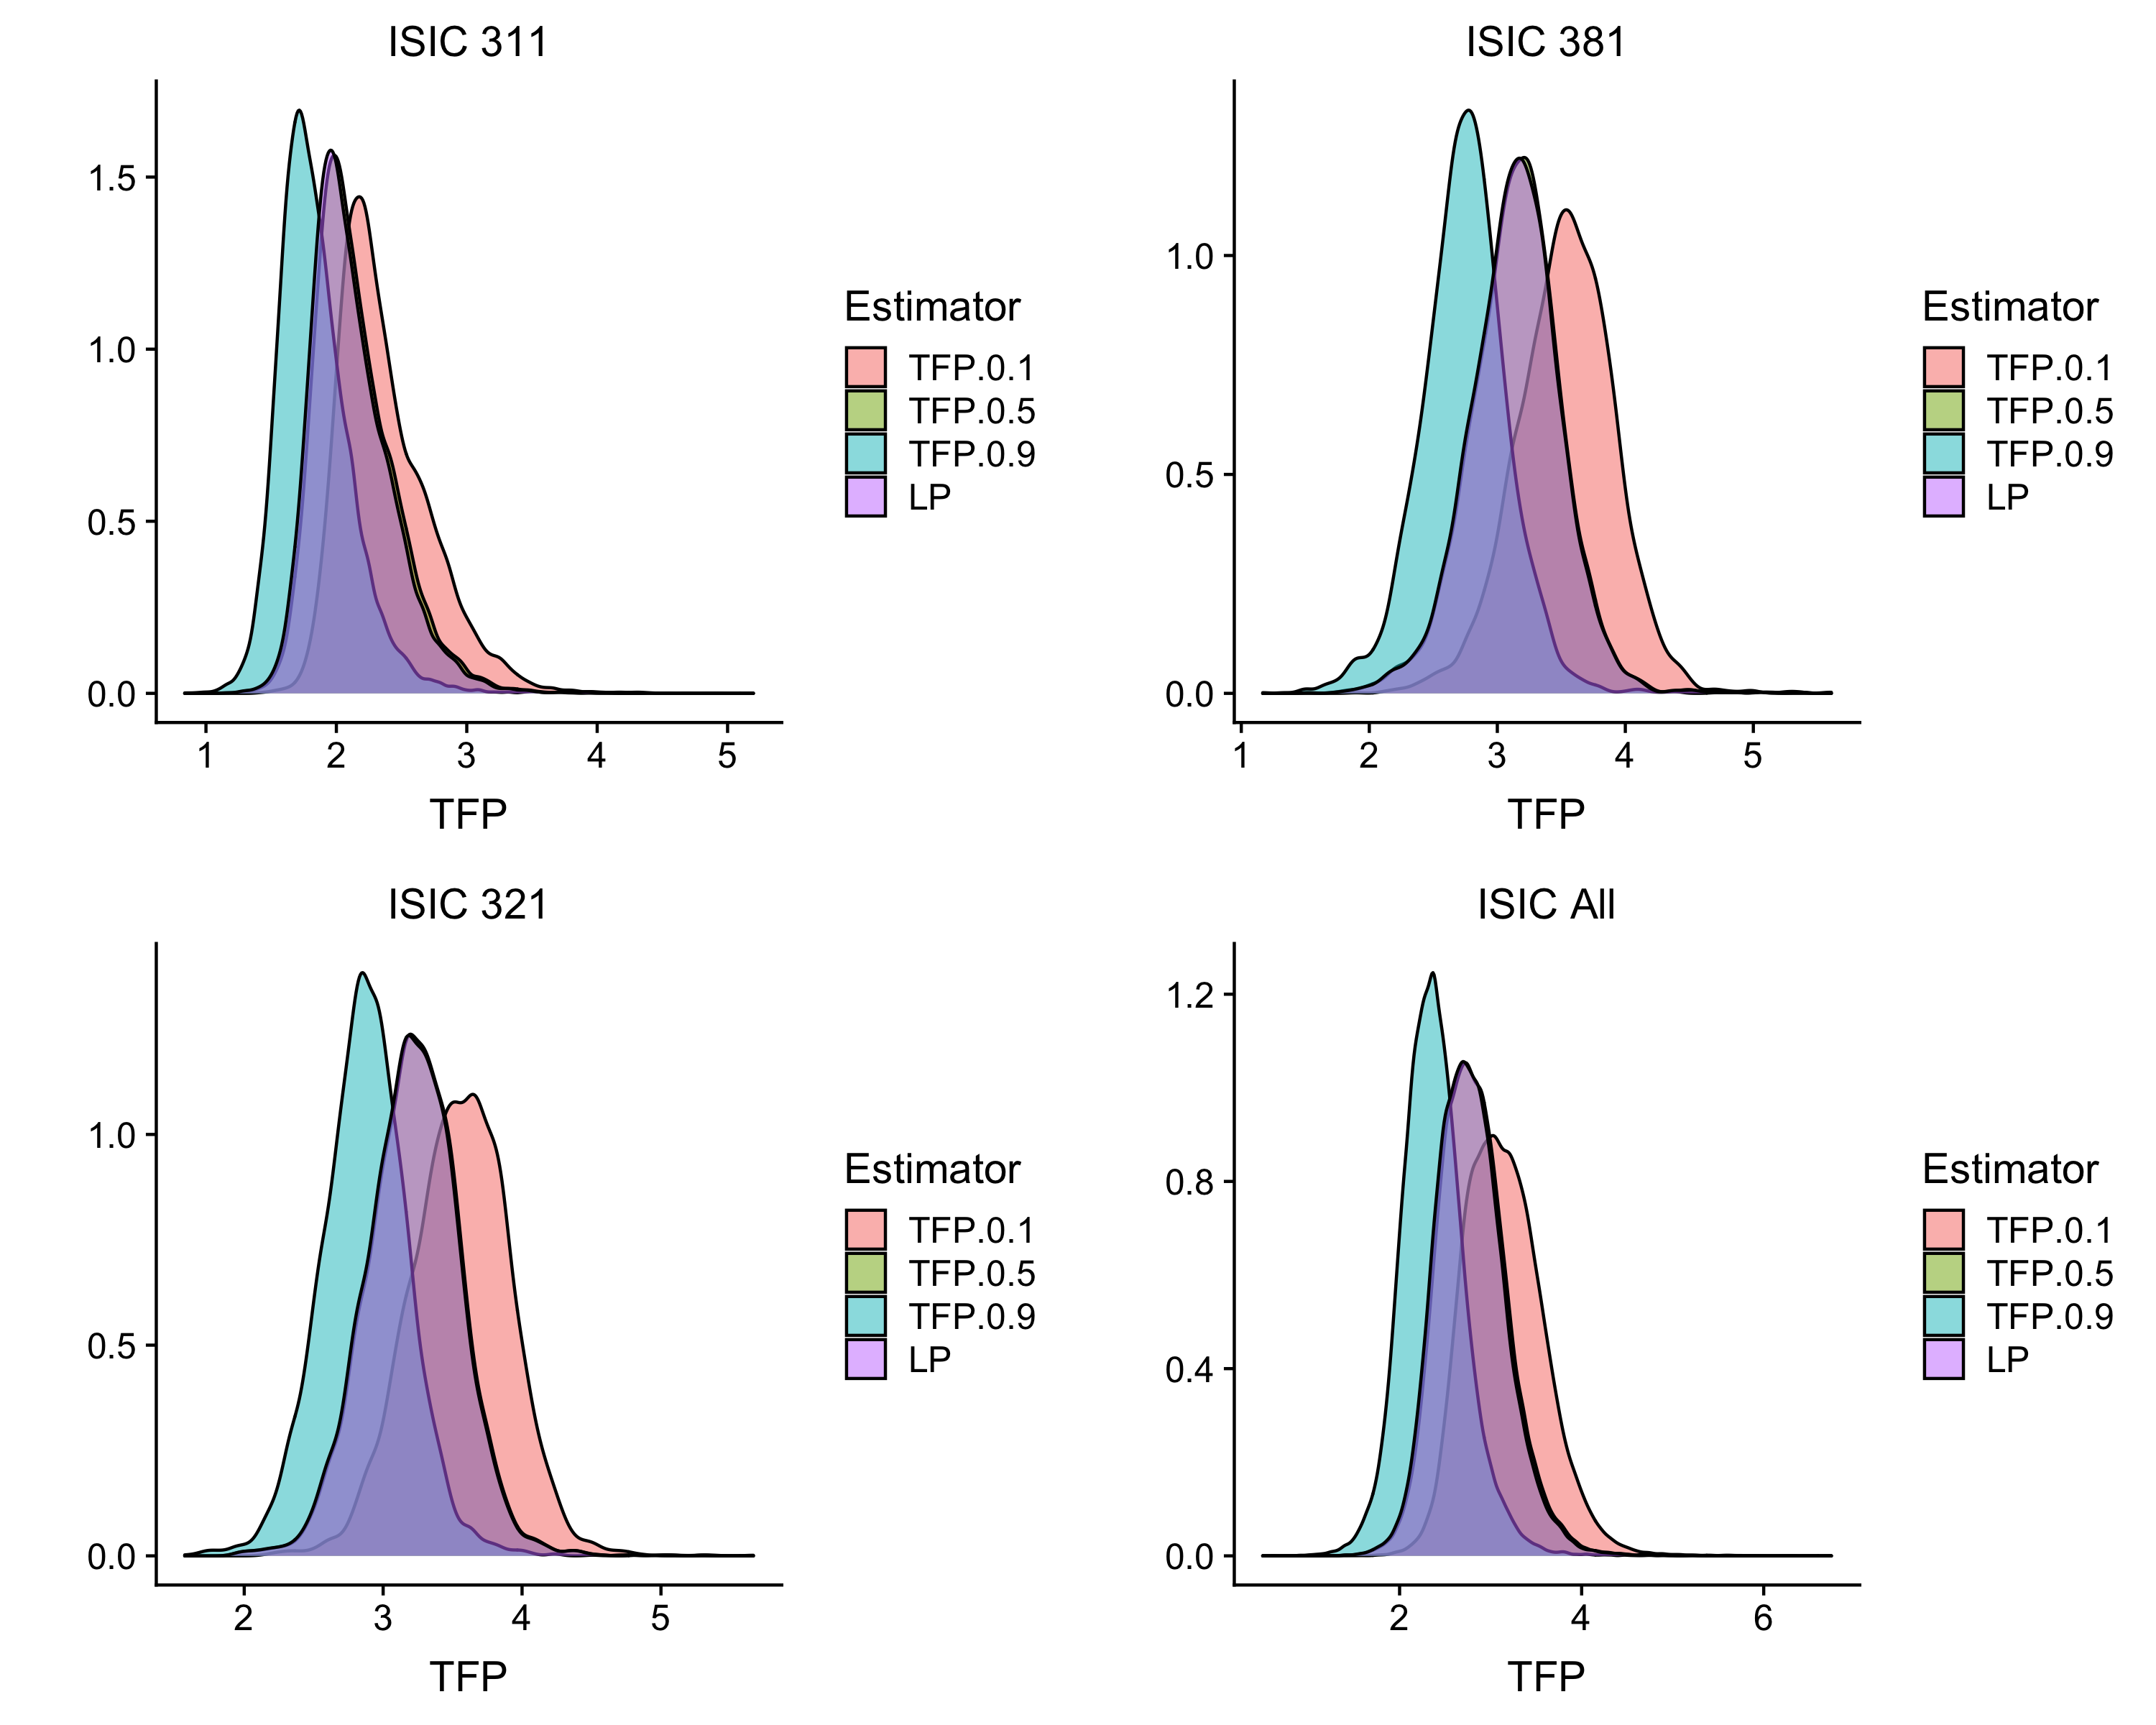 ISIC 311
1.5
1.0
0.5
0.0
1 2 3 4 5
TFP
Estimator
TFP.0.1
TFP.0.5
TFP.0.9
LP
ISIC 381
1.0
0.5
0.0
1 2 3 4 5
TFP
Estimator
TFP.0.1
TFP.0.5
TFP.0.9
LP
ISIC 321
1.0
0.5
0.0
2 3 4 5
TFP
Estimator
TFP.0.1
TFP.0.5
TFP.0.9
LP
ISIC All
1.2
0.8
0.4
0.0
2 4 6
TFP
Estimator
TFP.0.1
TFP.0.5
TFP.0.9
LP